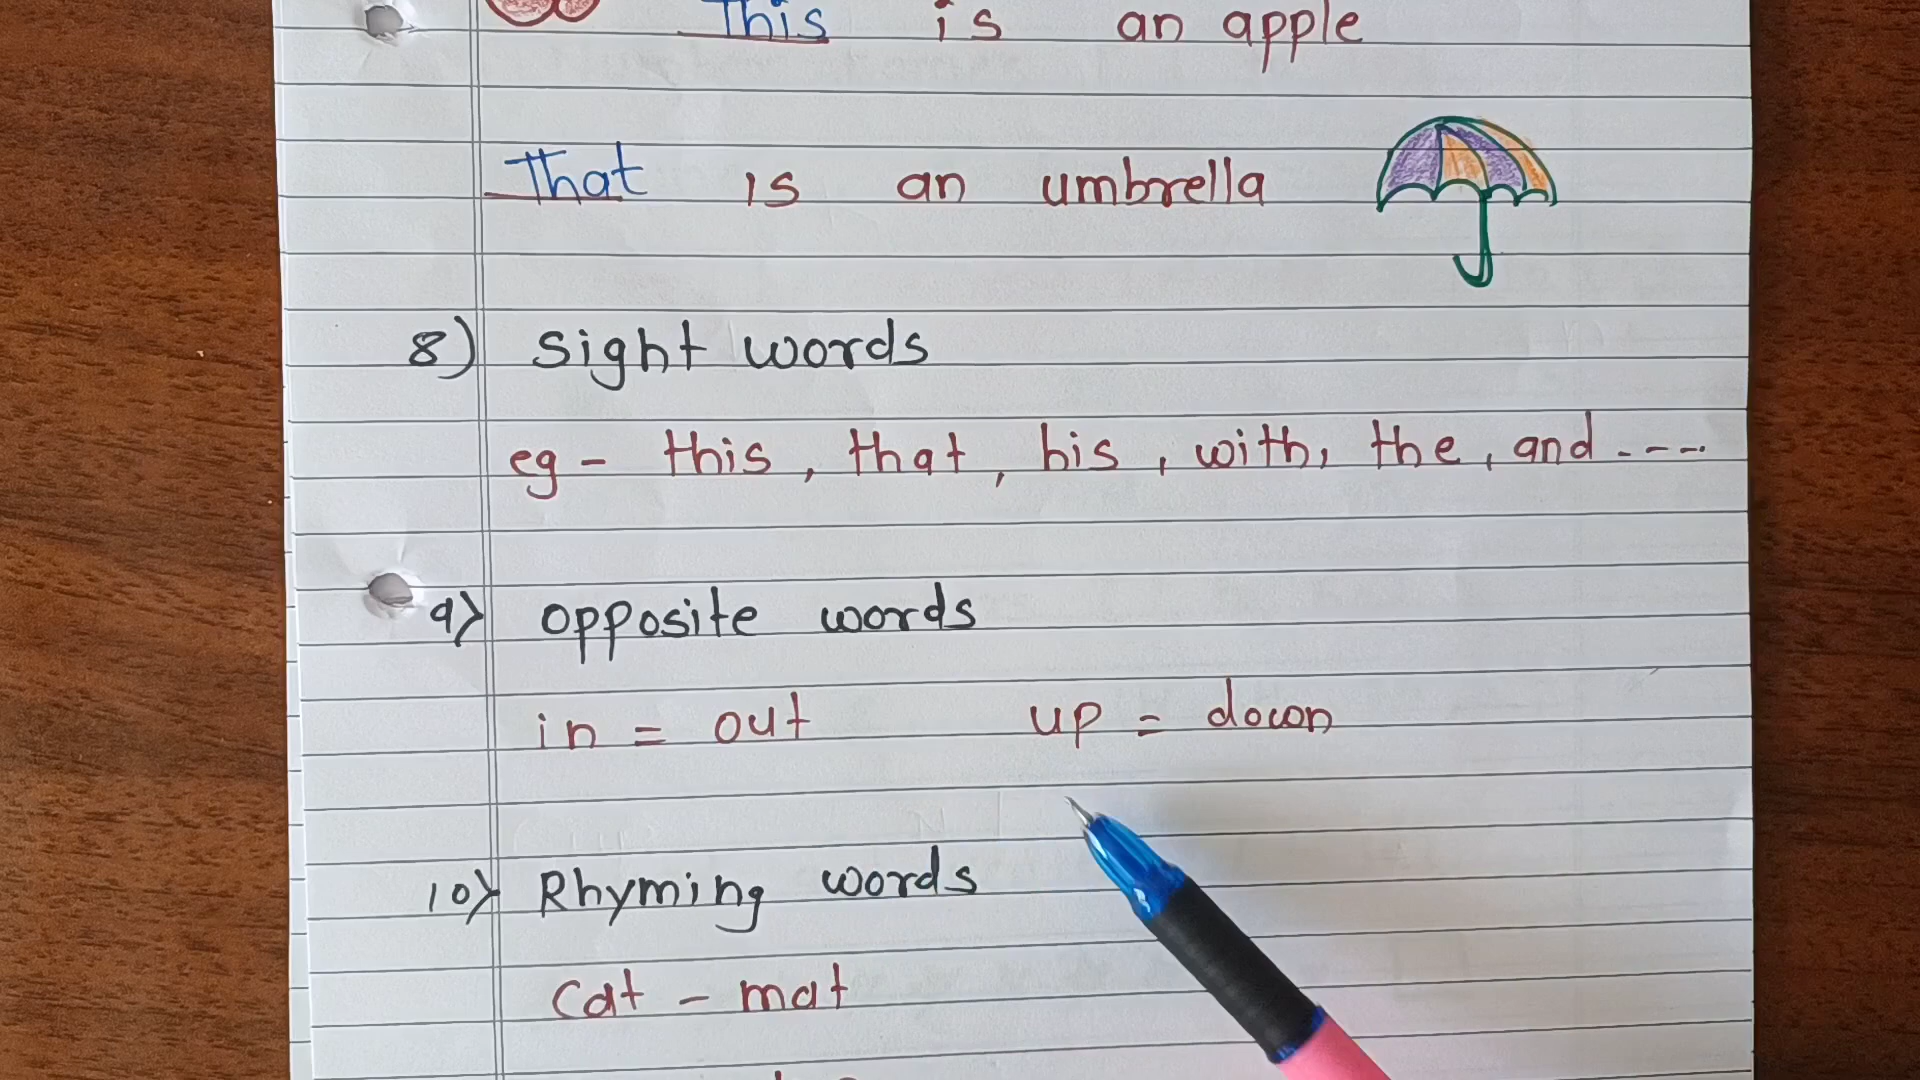 This is an apple
That is an umbrella
8) Sight words
eg - this, that, his, with, the, and ----
9) opposite words
in = out up = down
10) Rhyming words
Cat - mat